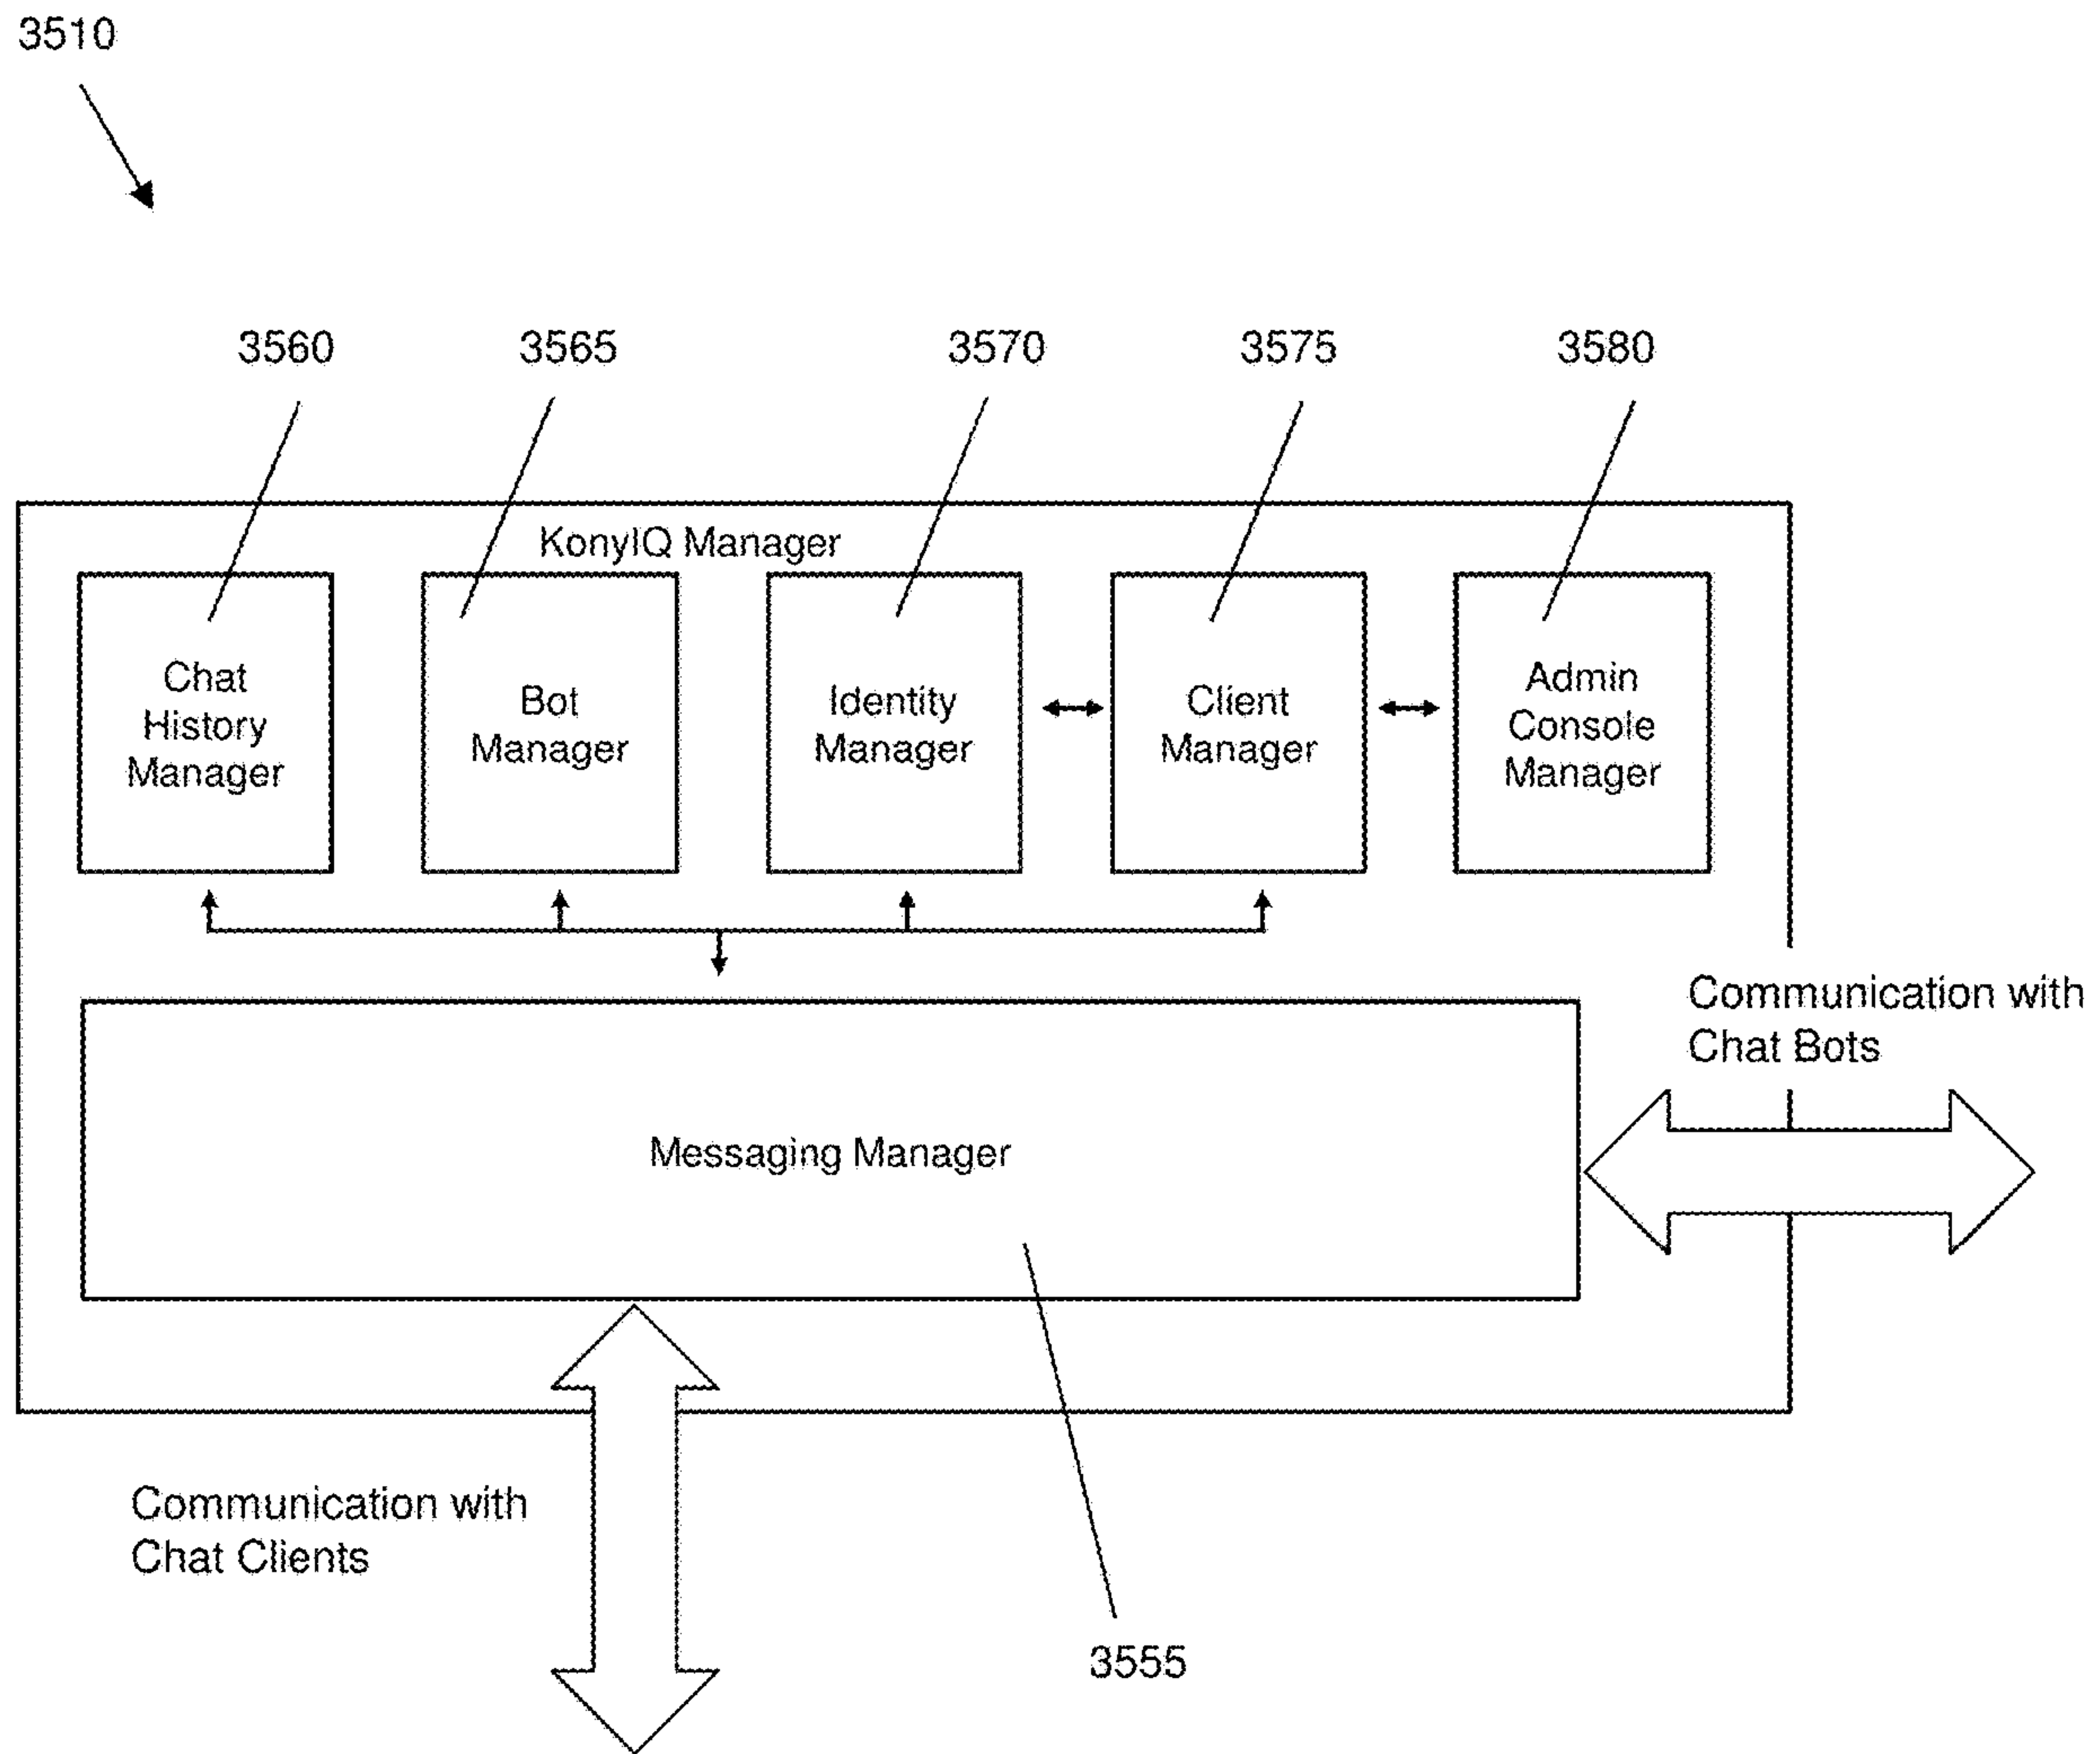 3510
3560
3565
3570
3575
3580
KonyIQ Manager
Chat
History
Manager
Bot
Manager
Identity
Manager
Client
Manager
Admin
Console
Manager
Communication with
Chat Bots
Messaging Manager
Communication with
Chat Clients
3555